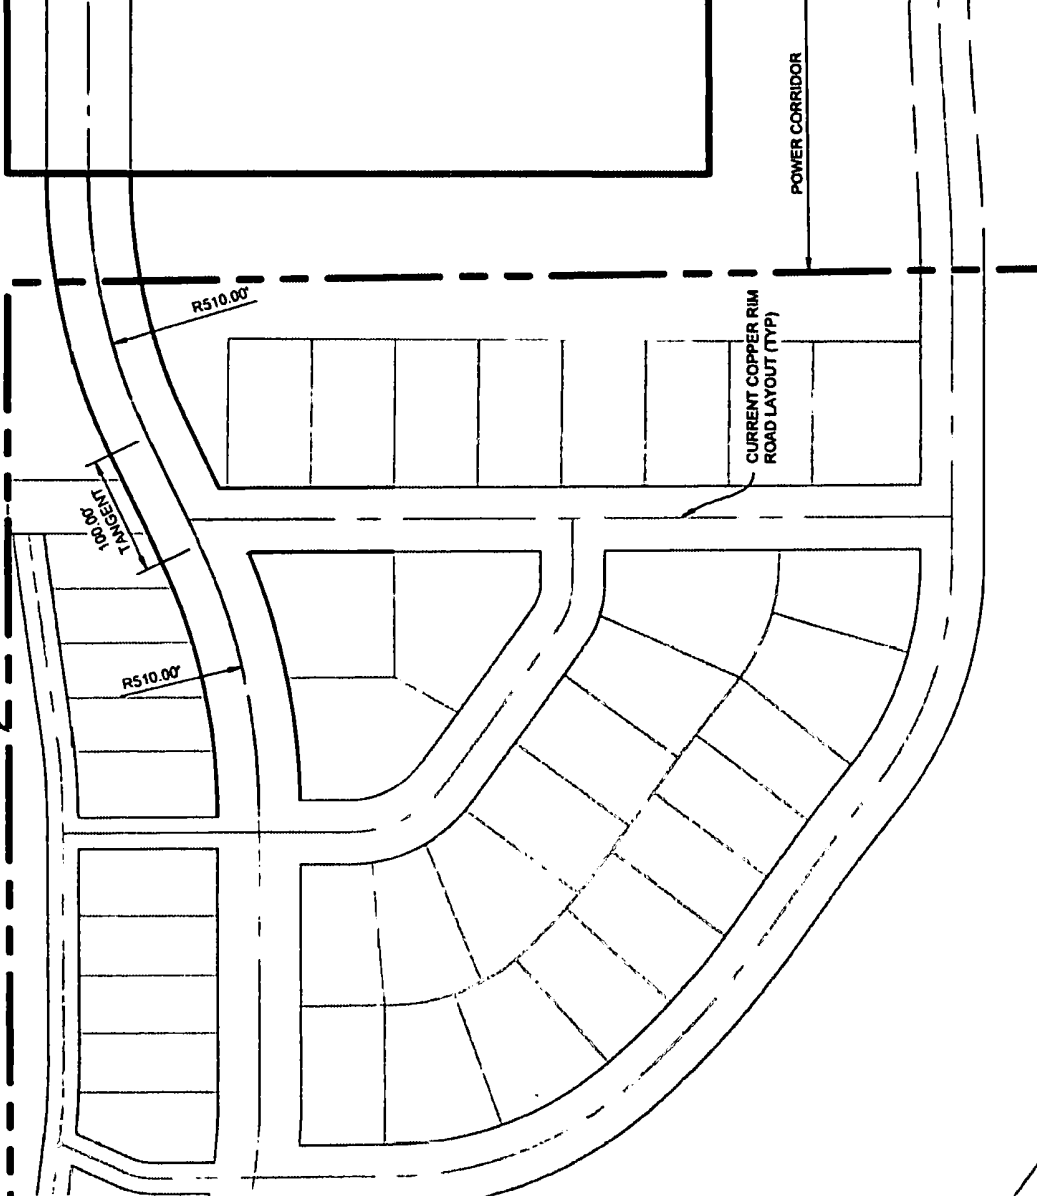 POWER CORRIDOR
R510.00'
CURRENT COPPER RIM
ROAD LAYOUT (TYP)
100.00'
TANGENT
R510.00'